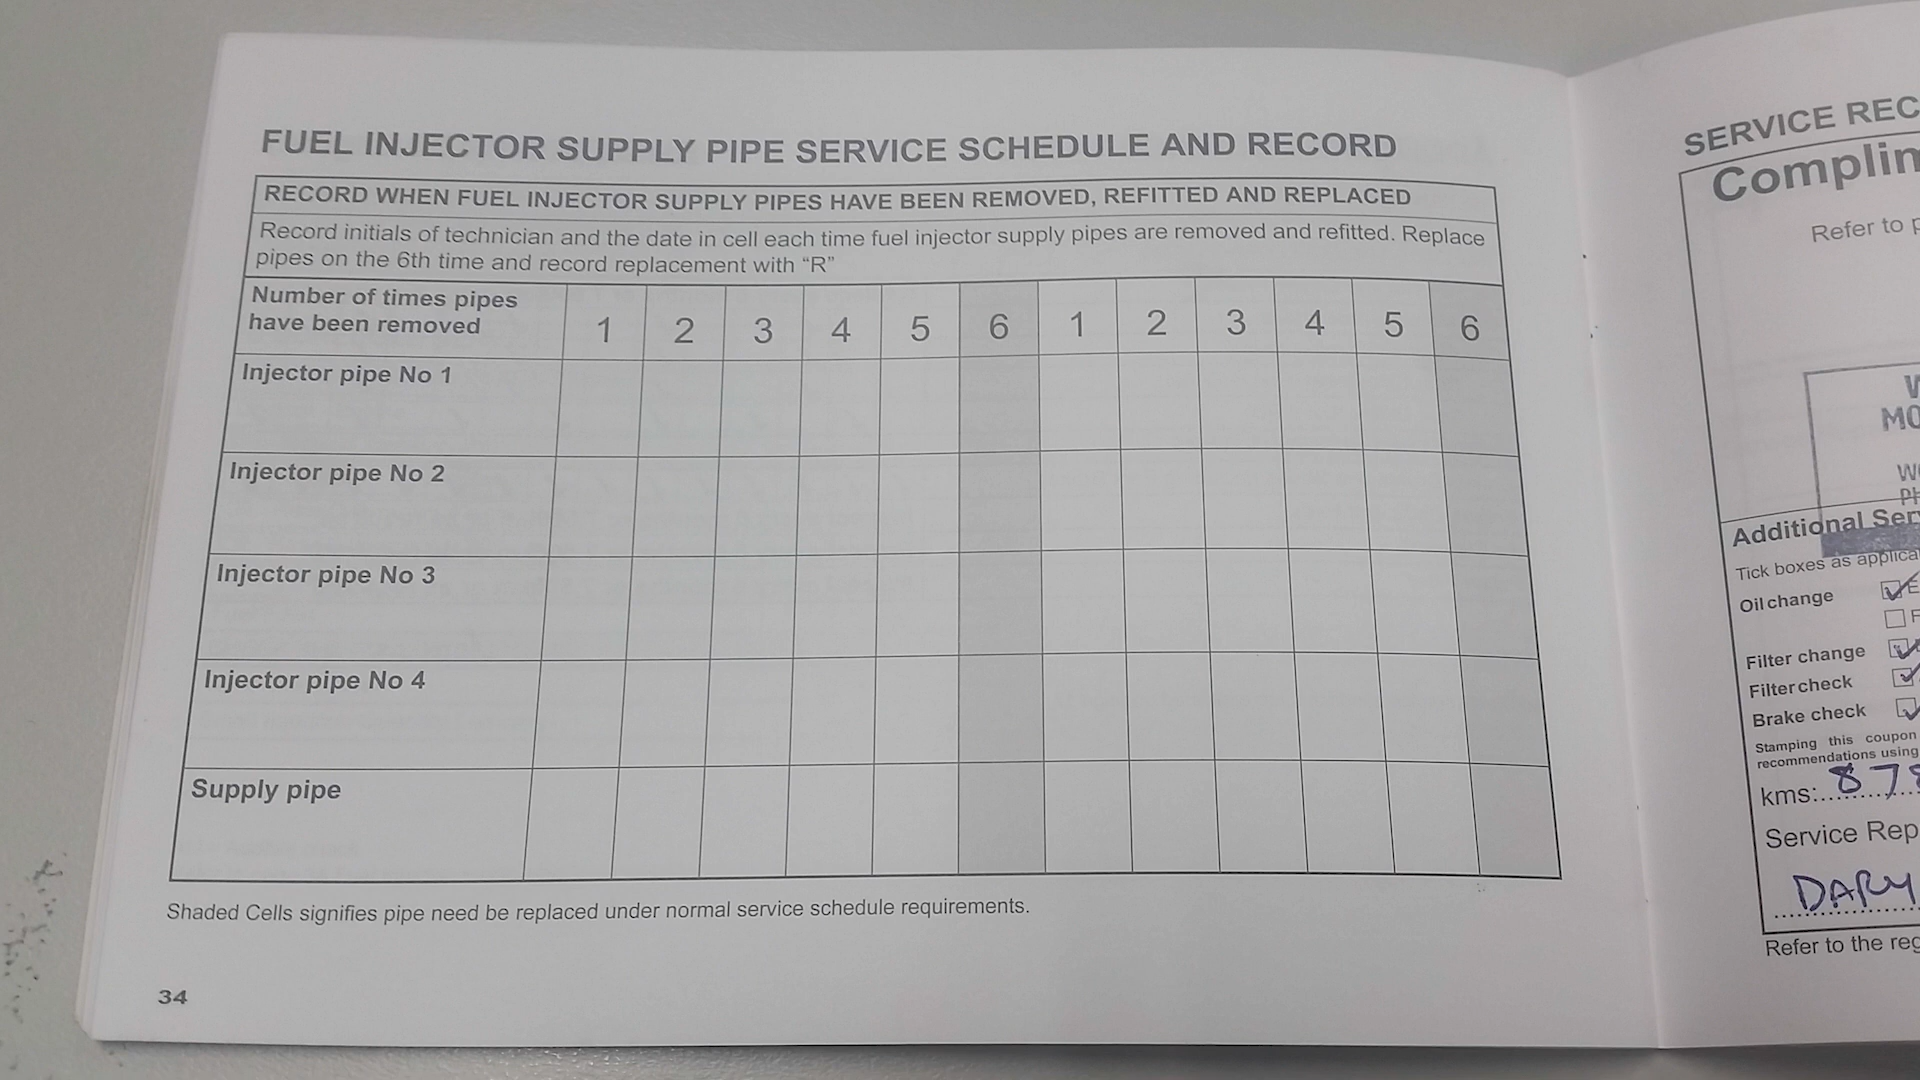 FUEL INJECTOR SUPPLY PIPE SERVICE SCHEDULE AND RECORD
RECORD WHEN FUEL INJECTOR SUPPLY PIPES HAVE BEEN REMOVED, REFITTED AND REPLACED
Record initials of technician and the date in cell each time fuel injector supply pipes are removed and refitted. Replace
pipes on the 6th time and record replacement with “R”
Number of times pipes
have been removed
1 2 3 4 5 6 1 2 3 4 5 6
Injector pipe No 1
Injector pipe No 2
Injector pipe No 3
Injector pipe No 4
Supply pipe
Shaded Cells signifies pipe need be replaced under normal service schedule requirements.
34
SERVICE
Refer to
Additional
Tick boxes as
Oil change
Filter change
Filter check
Brake check
Stamping this coupon
recommendations using
kms:
Service
Refer to the